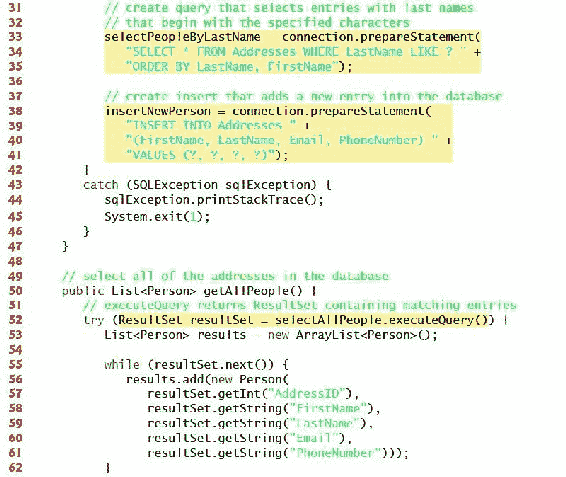 31 // create query that selects entries with last names
32 // that begin with the specified characters
33 selectPeopleByLastName = connection.prepareStatement(
34 "SELECT * FROM Addresses WHERE LastName LIKE ? " +
35 "ORDER BY LastName, FirstName");
36
37 // create insert that adds a new entry into the database
38 insertNewPerson = connection.prepareStatement(
39 "INSERT INTO Addresses " +
40 "(FirstName, LastName, Email, PhoneNumber) " +
41 "VALUES (?, ?, ?, ?)");
42 }
43 catch (SQLException sqlException) {
44 sqlException.printStackTrace();
45 System.exit(1);
46 }
47 }
48
49 // select all of the addresses in the database
50 public List<Person> getAllPeople() {
51 // executeQuery returns ResultSet containing matching entries
52 try (ResultSet resultSet = selectAllPeople.executeQuery()) {
53 List<Person> results = new ArrayList<Person>();
54
55 while (resultSet.next()) {
56 results.add(new Person(
57 resultSet.getInt("AddressID"),
58 resultSet.getString("FirstName"),
59 resultSet.getString("LastName"),
60 resultSet.getString("Email"),
61 resultSet.getString("PhoneNumber")));
62 }